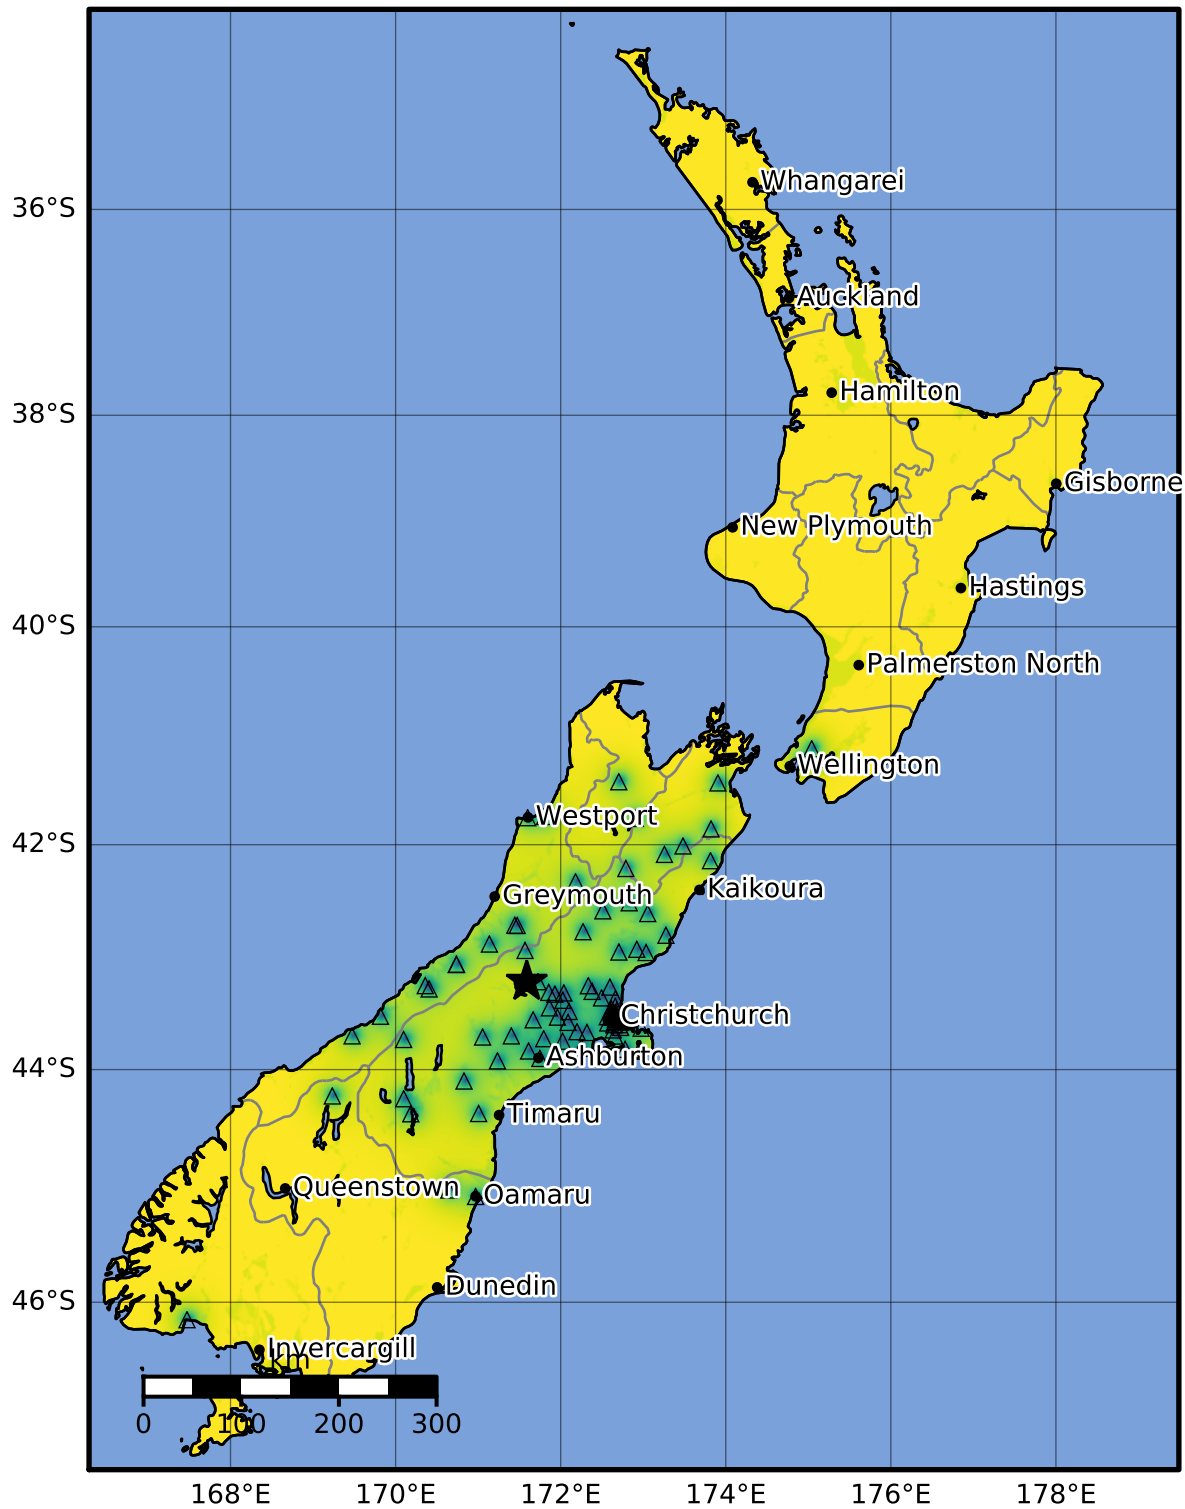 Whangarei
36°S
Auckland
Hamilton
38°S
Gisborne
New Plymouth
Hastings
40°S
Palmerston North
Wellington
Westport
42°S
Kaikoura
Greymouth
Christchurch
Ashburton
44°S
Timaru
Queenstown
Oamaru
Dunedin
46°S
Invercargill
km
0 100 200 300
168°E 170°E 172°E 174°E 176°E 178°E